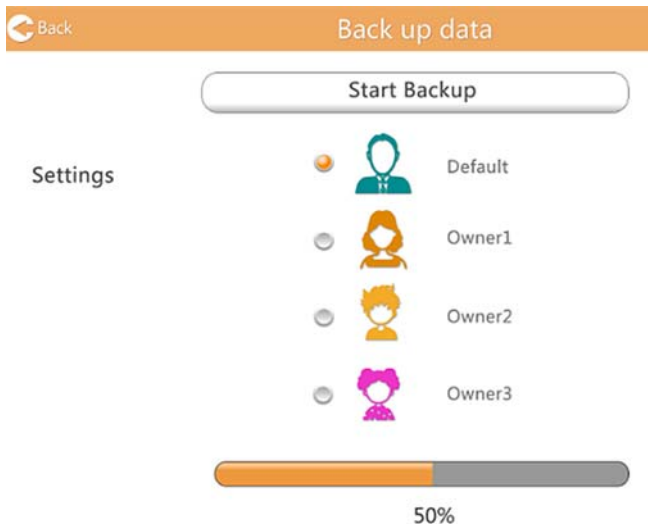 Back
Back up data
Start Backup
Settings
Default
Owner1
Owner2
Owner3
50%